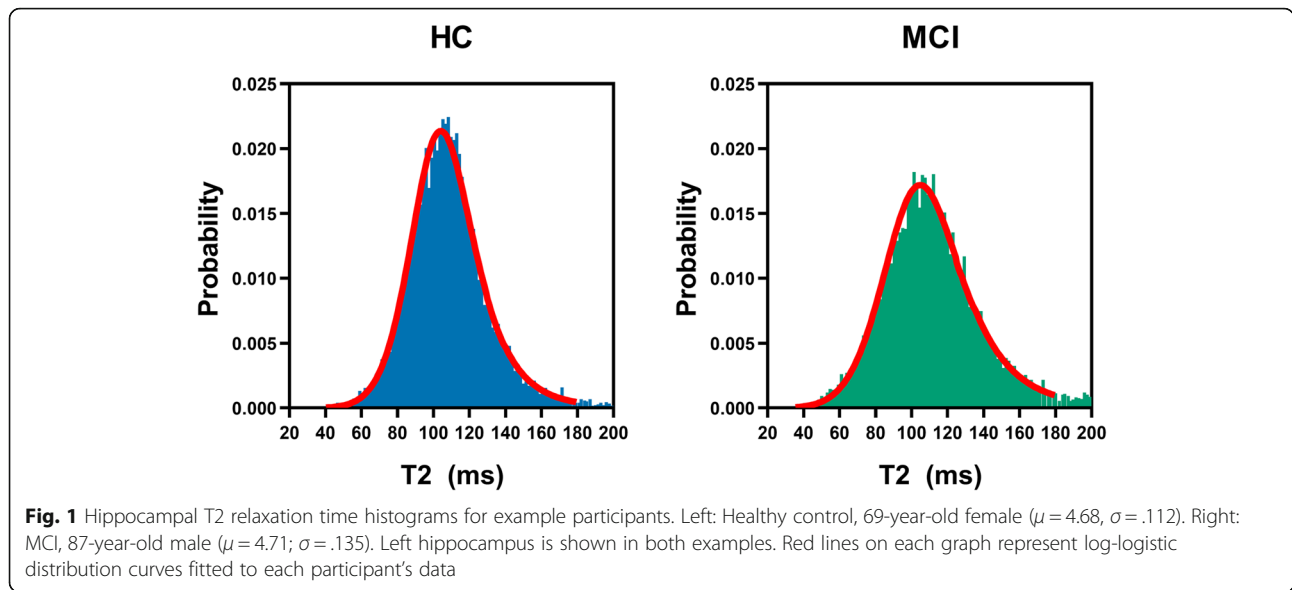 HC
MCI
0.025
0.020
0.015
0.010
0.005
0.000
Probability
20 40 60 80 100 120 140 160 180 200
T2 (ms)
0.025
0.020
0.015
0.010
0.005
0.000
Probability
20 40 60 80 100 120 140 160 180 200
T2 (ms)
Fig. 1 Hippocampal T2 relaxation time histograms for example participants. Left: Healthy control, 69-year-old female (μ = 4.68, σ = .112). Right:
MCI, 87-year-old male (μ = 4.71; σ = .135). Left hippocampus is shown in both examples. Red lines on each graph represent log-logistic
distribution curves fitted to each participant’s data